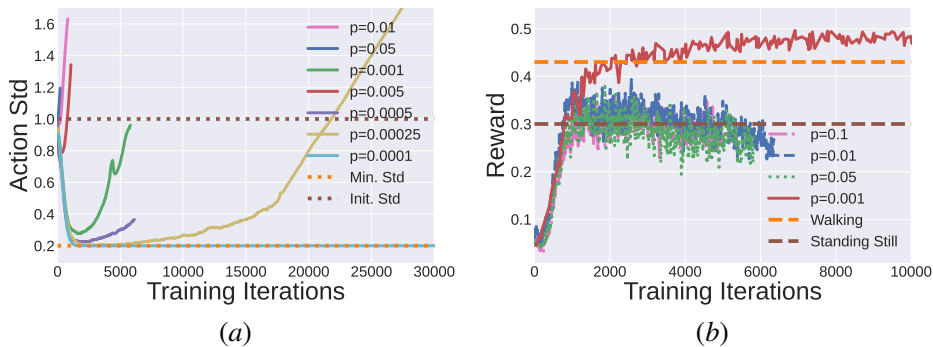 1.6
1.4
1.2
1.0
0.8
0.6
0.4
0.2
Action Std
p=0.01
p=0.05
p=0.001
p=0.005
p=0.0005
p=0.00025
p=0.0001
Min. Std
Init. Std
0 5000 10000 15000 20000 25000 30000
Training Iterations
(a)
0.5
0.4
0.3
0.2
0.1
Reward
p=0.1
p=0.01
p=0.05
p=0.001
Walking
Standing Still
0 2000 4000 6000 8000 10000
Training Iterations
(b)